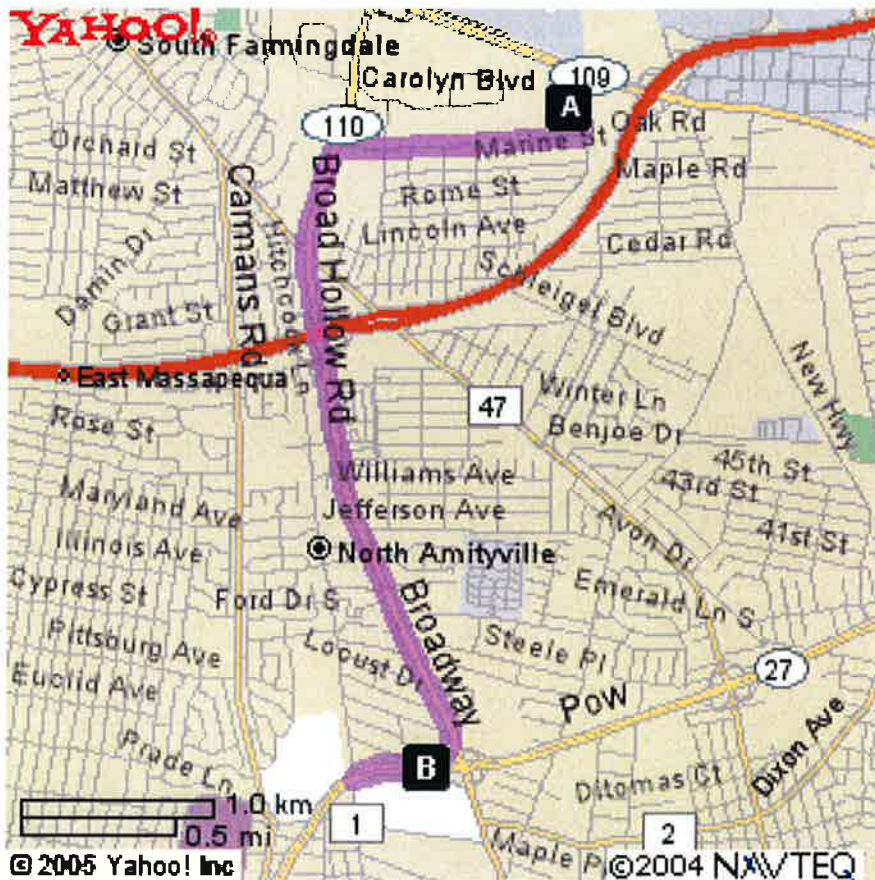 YAHOO!
South Farmingdale
Carolyn Blvd
109
A
110
Oak Rd
Marine St
Orchard St
Maple Rd
Matthew St
Rome St
Carmans Rd
Broad Hollow Rd
Hitchcock Ln
Lincoln Ave
Cedar Rd
Damin Dr
Schleigel Blvd
Grant St
New Hwy
East Massapequa
Winter Ln
47
Rose St
Benjoe Dr
45th St
Williams Ave
43rd St
Maryland Ave
Jefferson Ave
Avon Dr
41st St
Illinois Ave
North Amityville
Cypress St
Ford Dr S
Broadway
Emerald Ln S
Pittsburg Ave
Locust Dr
Steele Pl
27
Euclid Ave
Pow
Dixon Ave
Prade Ln
B
Ditomas Ct
1.0 km
0.5 mi
1
2
Maple P
© 2005 Yahoo! Inc
©2004 NAVTEQ